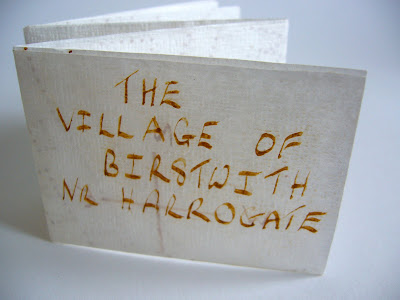 THE
VILLAGE OF
BIRSTWITH
NR HARROGATE